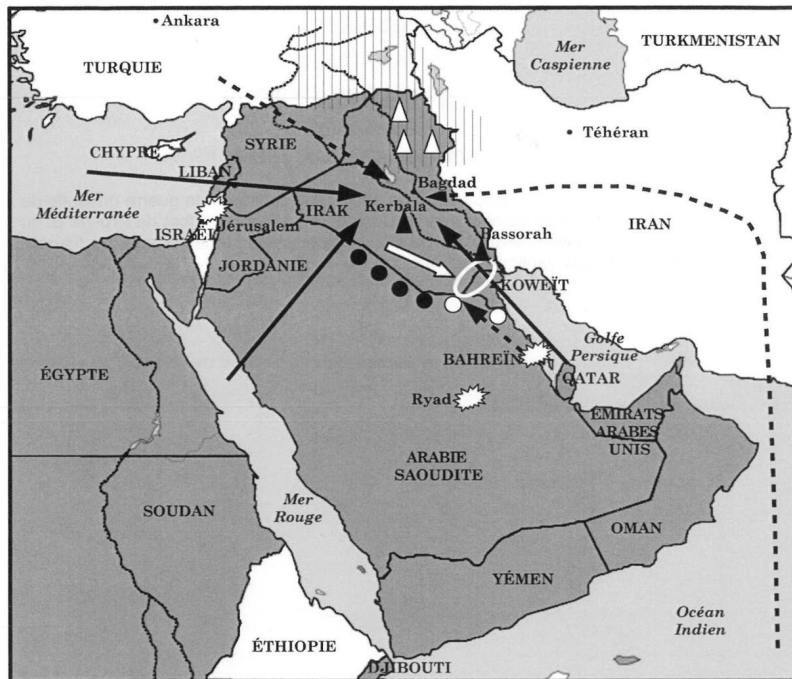 Ankara
TURQUIE
Mer
Caspienne
TURKMENISTAN
Téhéran
CHYPRE
SYRIE
LIBAN
Mer
Méditerranée
ISRAËL
Jérusalem
IRAK
Bagdad
Kerbala
Bassorah
IRAN
JORDANIE
KOWEÏT
Golfe
Persique
ÉGYPTE
BAHREÏN
QATAR
Ryad
ÉMIRATS
ARABES
UNIS
ARABIE
SAOUDITE
SOUDAN
Mer
Rouge
OMAN
YÉMEN
Océan
Indien
ÉTHIOPIE
DJIBOUTI